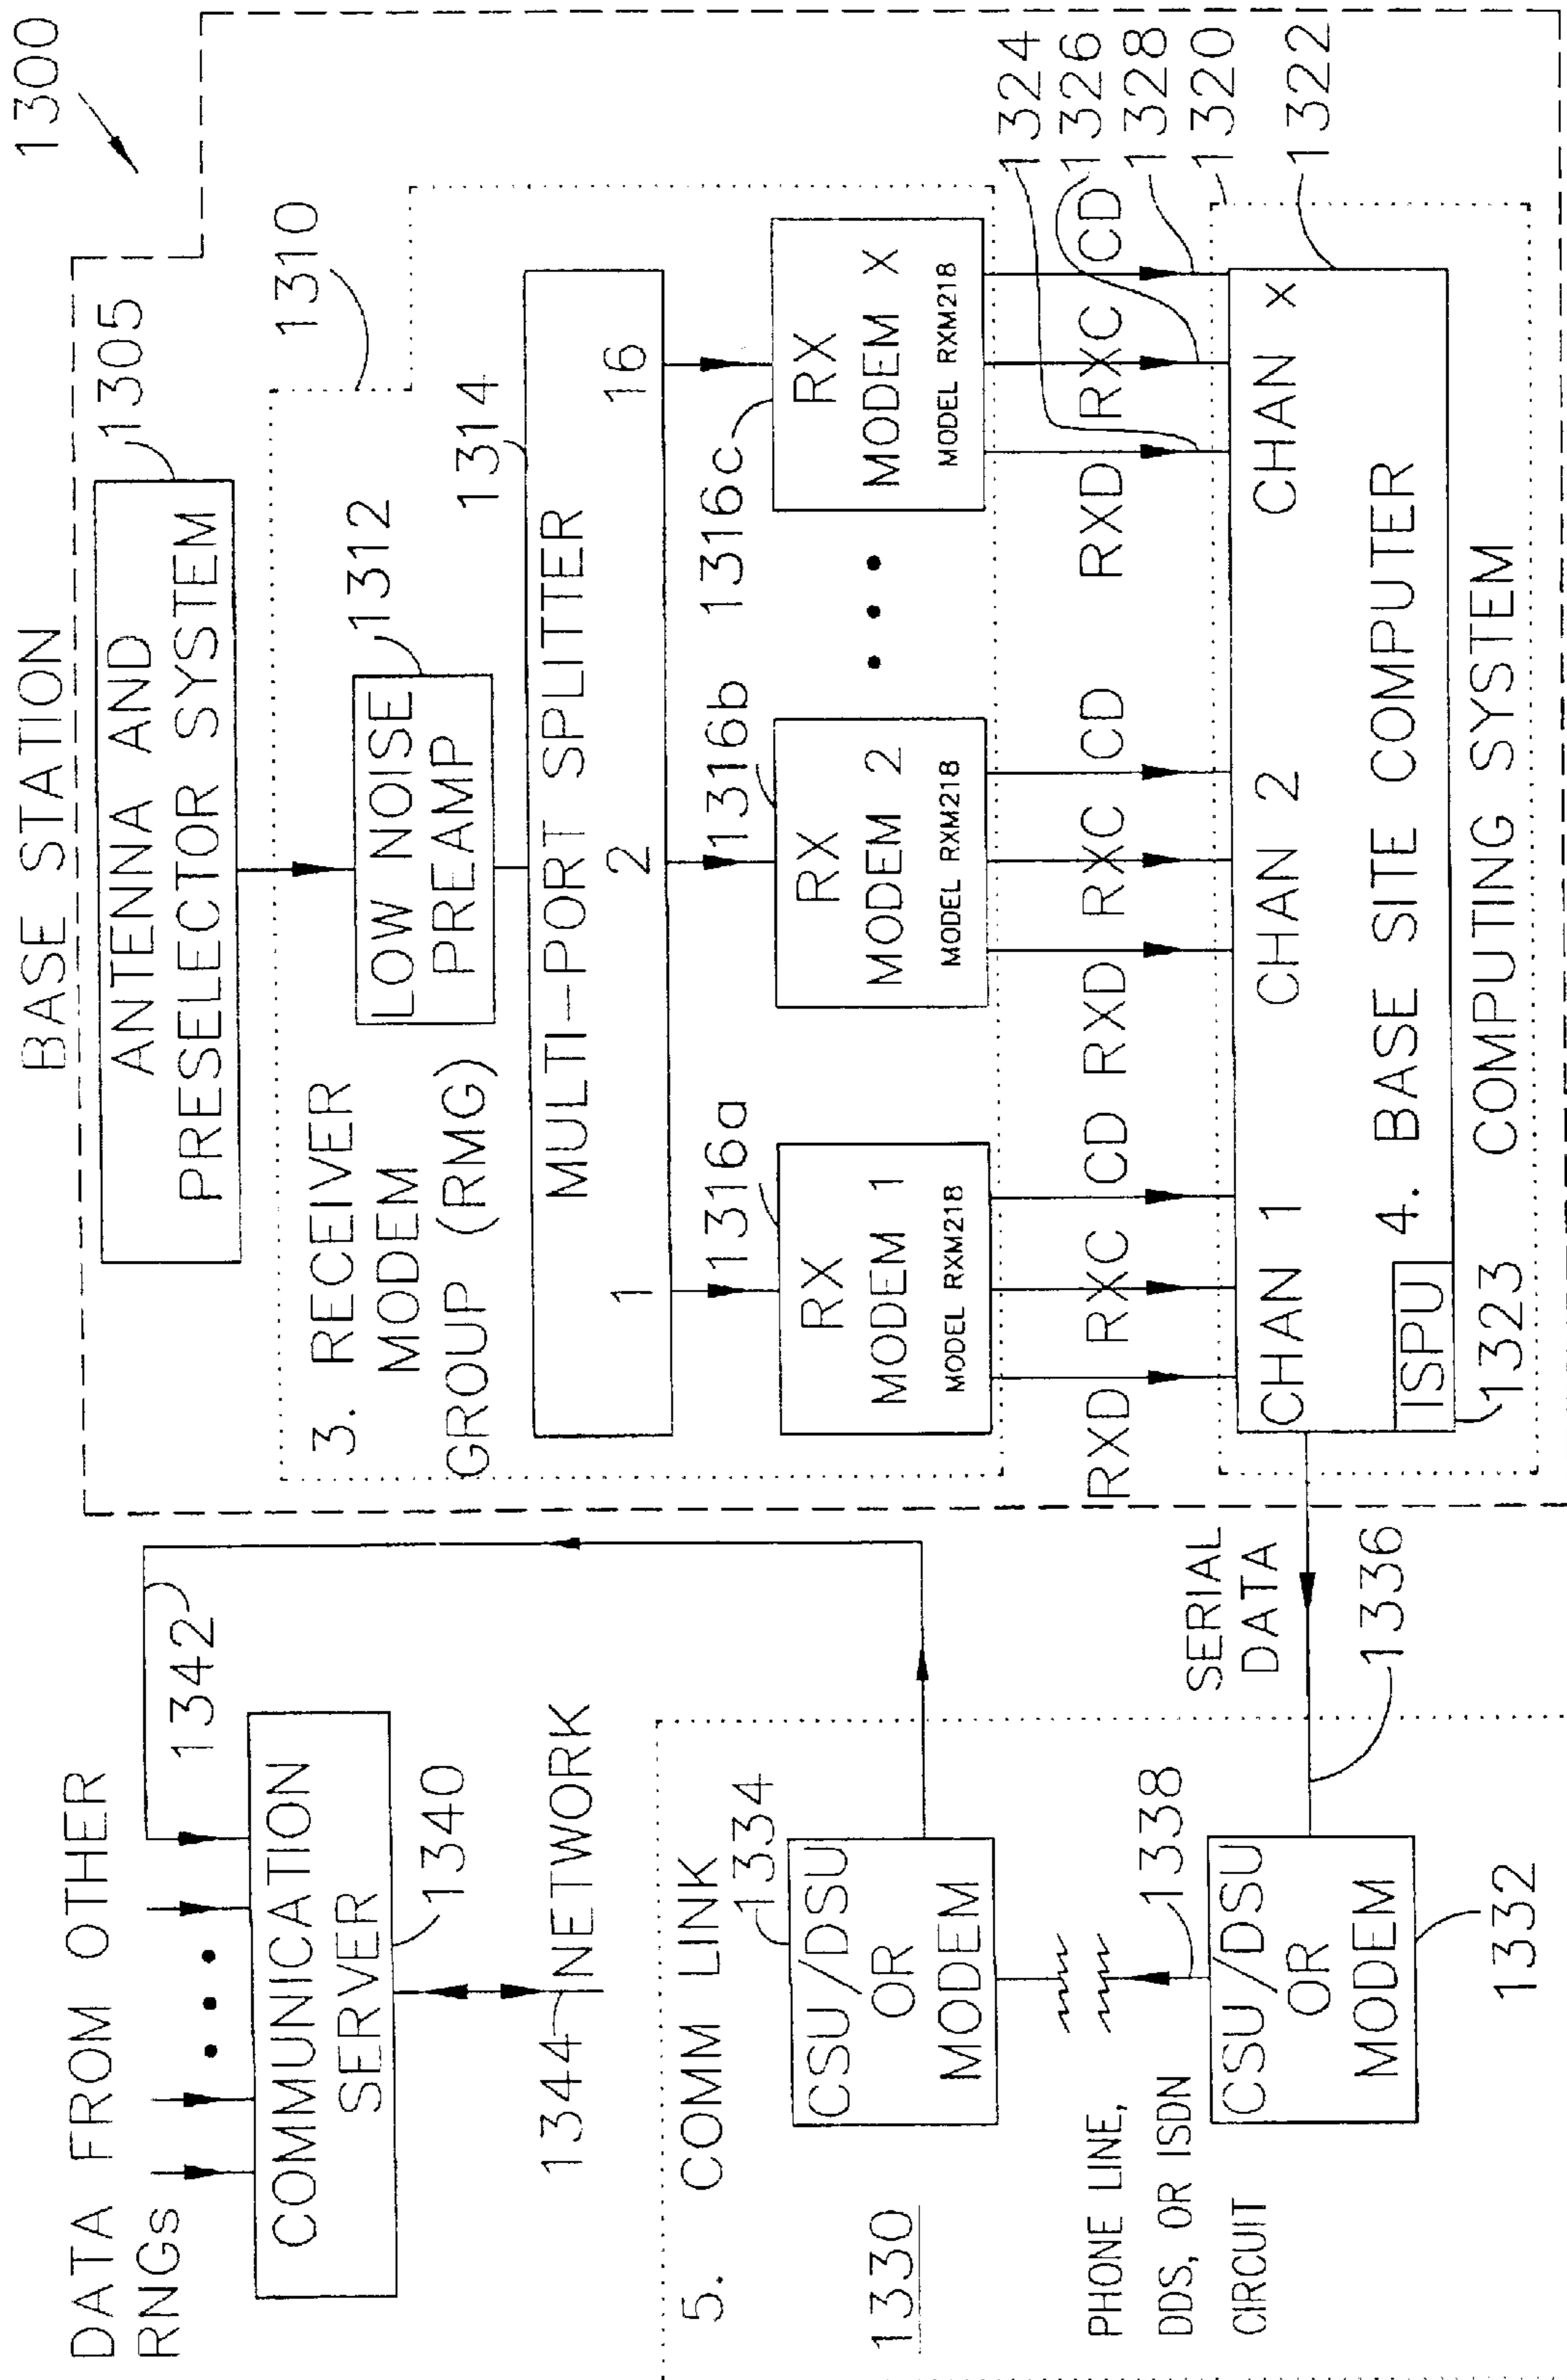 BASE STATION
1300
ANTENNA AND
PRESELECTOR SYSTEM
1305
1310
3. RECEIVER
MODEM
GROUP (RMG)
LOW NOISE
PREAMP
1312
1314
MULTI-PORT SPLITTER
1 2 16
1316a
1316b
1316c
RX
MODEM 1
MODEL RXM218
RX
MODEM 2
MODEL RXM218
RX
MODEM X
MODEL RXM218
RXD RXC CD RXD RXC CD RXD RXC CD
1324
1326
1328
1320
1322
CHAN 1 CHAN 2 CHAN X
ISPU
4. BASE SITE COMPUTER
COMPUTING SYSTEM
1323
DATA FROM OTHER
RNGs
1342
COMMUNICATION
SERVER
1340
1344
NETWORK
5. COMM LINK
1330
1334
CSU/DSU
OR
MODEM
PHONE LINE,
DDS, OR ISDN
CIRCUIT
1338
CSU/DSU
OR
MODEM
1332
SERIAL
DATA
1336